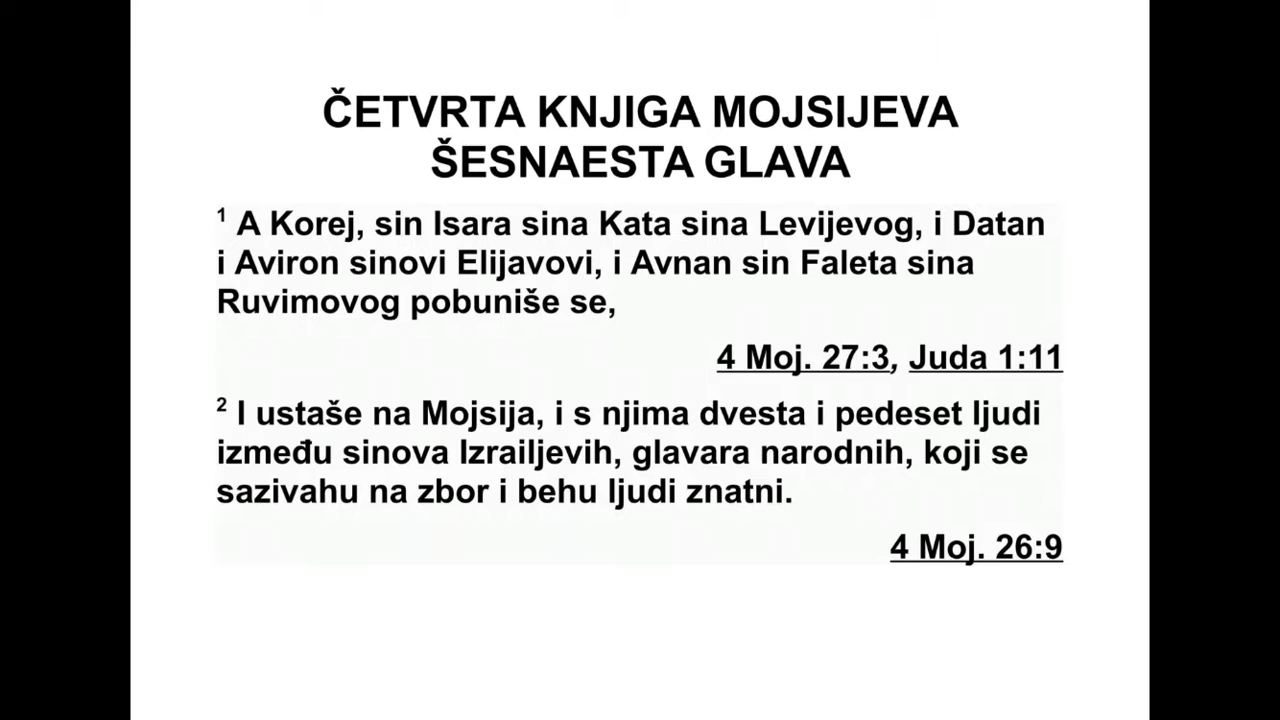 ČETVRTA KNJIGA MOJSIJEVA
ŠESNAESTA GLAVA
1 A Korej, sin Isara sina Kata sina Levijevog, i Datan
i Aviron sinovi Elijavovi, i Avnan sin Faleta sina
Ruvimovog pobuniše se,
4 Moj. 27:3, Juda 1:11
2 I ustaše na Mojsija, i s njima dvesta i pedeset ljudi
između sinova Izrailjevih, glavara narodnih, koji se
sazivahu na zbor i behu ljudi znatni.
4 Moj. 26:9